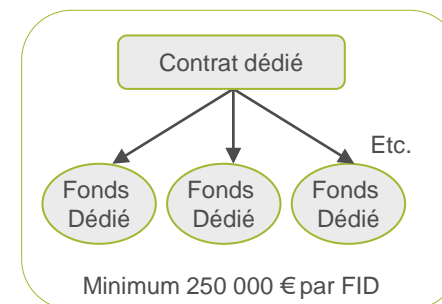 Contrat dédié
Etc.
Fonds Dédié
Fonds Dédié
Fonds Dédié
Minimum 250 000 € par FID